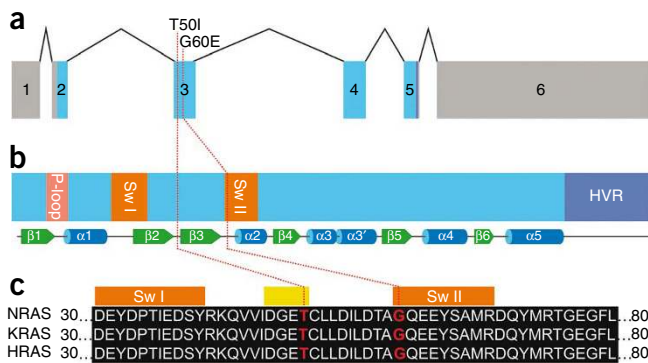 a
T50I
G60E
1 2 3 4 5 6
b
P-loop Sw I Sw II HVR
β1 α1 β2 β3 α2 β4 α3 α3′ β5 α4 β6 α5
c
Sw I Sw II
NRAS 30...DEYDPTIEDSYRKQVVIDGETCLLDILDTAGQEEYSAMRDQYMRTGEGFL...80
KRAS 30...DEYDPTIEDSYRKQVVIDGETCLLDILDTAGQEEYSAMRDQYMRTGEGFL...80
HRAS 30...DEYDPTIEDSYRKQVVIDGETCLLDILDTAGQEEYSAMRDQYMRTGEGFL...80